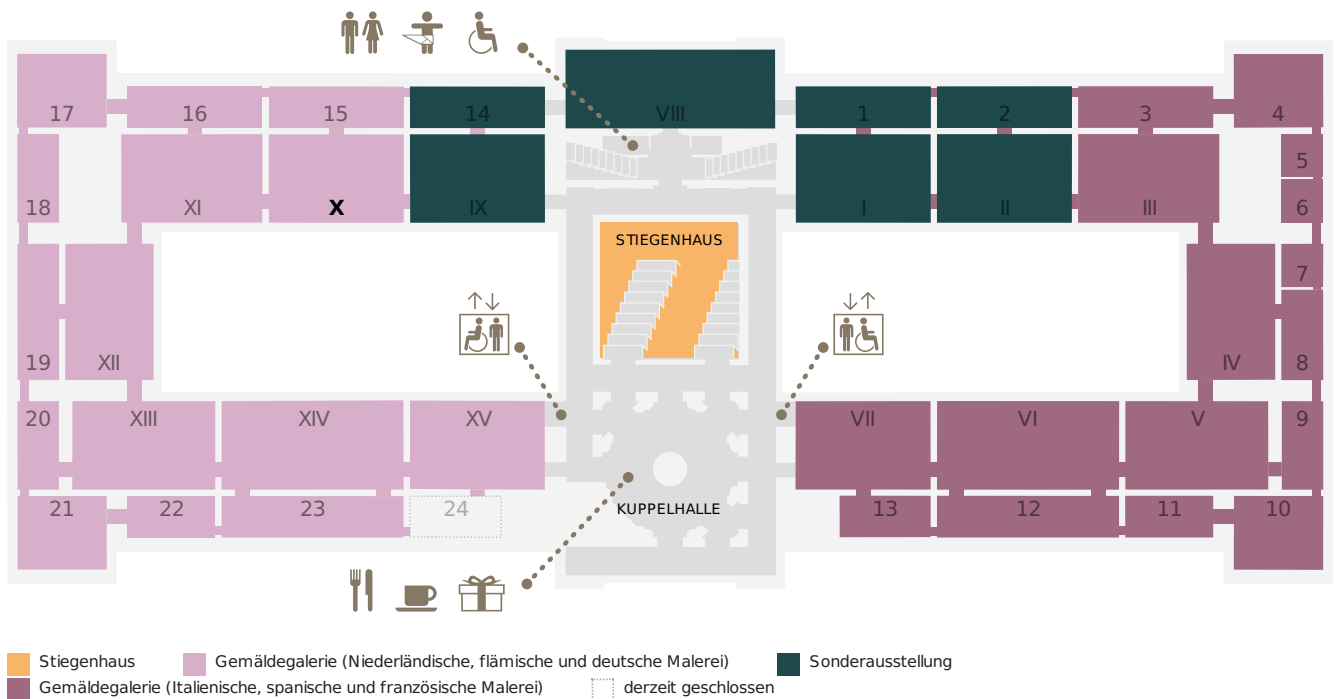 17
16
15
14
VIII
1
2
3
4
5
18
XI
X
IX
I
II
III
6
STIEGENHAUS
7
19
XII
IV
8
20
XIII
XIV
XV
VII
VI
V
9
21
22
23
24
KUPPELHALLE
13
12
11
10
Stiegenhaus
Gemäldegalerie (Niederländische, flämische und deutsche Malerei)
Sonderausstellung
Gemäldegalerie (Italienische, spanische und französische Malerei)
derzeit geschlossen